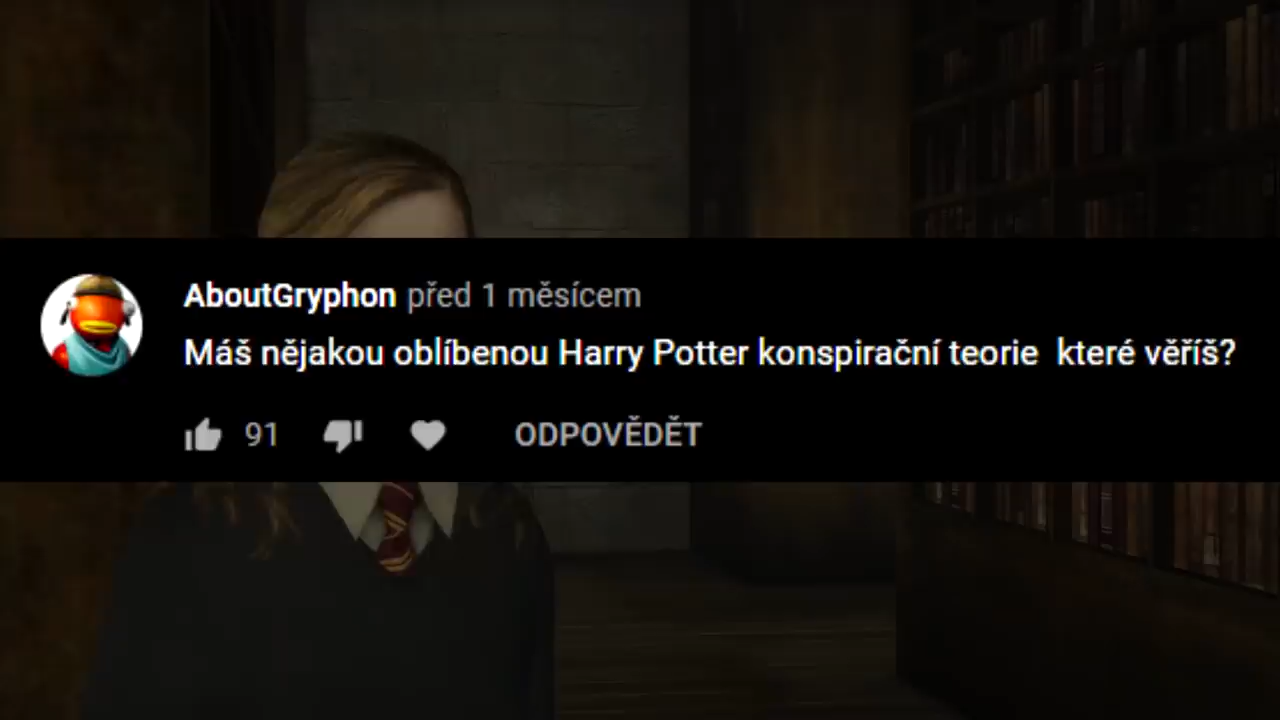 AboutGryphon před 1 měsícem
Máš nějakou oblíbenou Harry Potter konspirační teorie  které věříš?
91
ODPOVĚDĚT